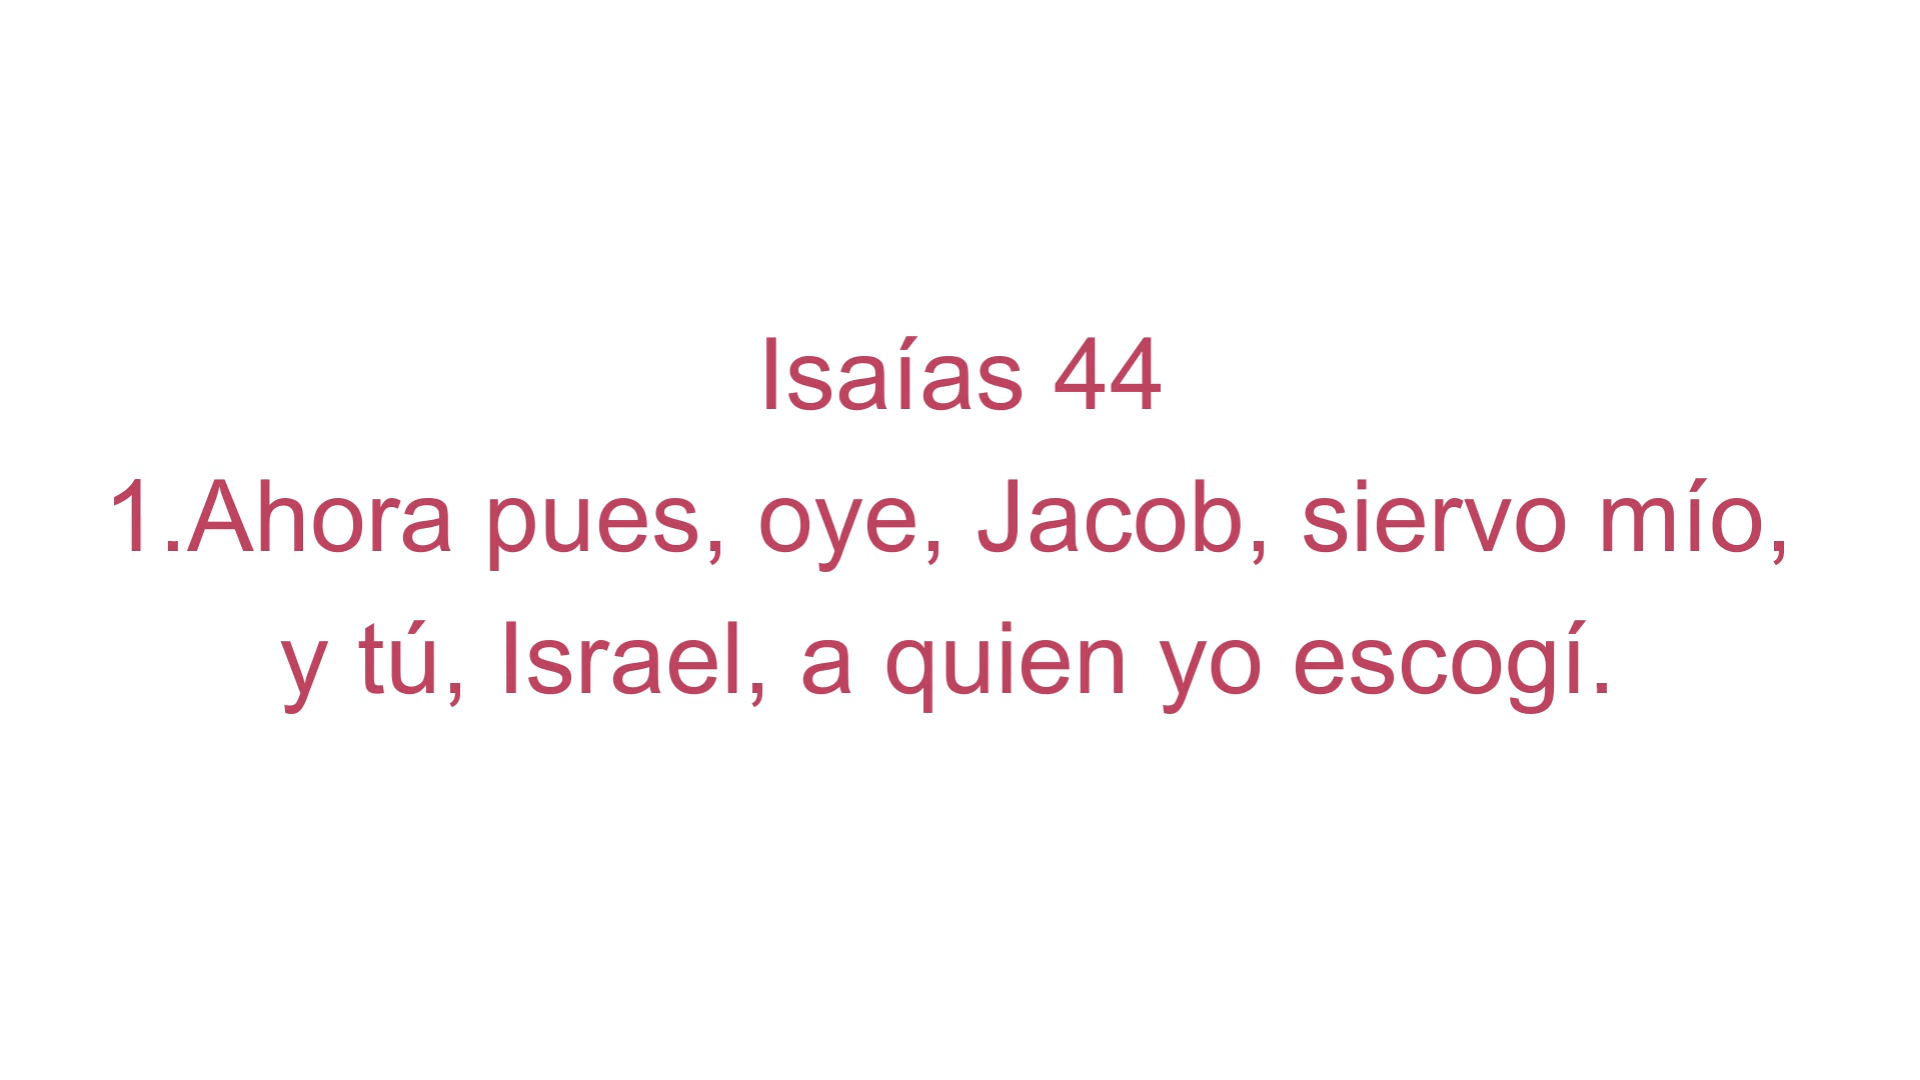 Isaías 44
1.Ahora pues, oye, Jacob, siervo mío,
y tú, Israel, a quien yo escogí.